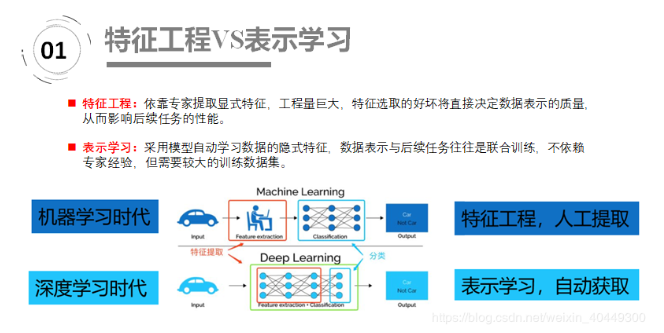 01
特征工程VS表示学习
■ 特征工程：依靠专家提取显式特征，工程量巨大，特征选取的好坏将直接决定数据表示的质量，
从而影响后续任务的性能。
■ 表示学习：采用模型自动学习数据的隐式特征，数据表示与后续任务往往是联合训练，不依赖
专家经验，但需要较大的训练数据集。
Machine Learning
机器学习时代
Car
Not Car
特征工程，人工提取
Input
Feature extraction
Classification
Output
特征提取
Deep Learning
分类
深度学习时代
Car
Not Car
表示学习，自动获取
Input
Feature extraction + Classification
Output
https://blog.csdn.net/weixin_40449300